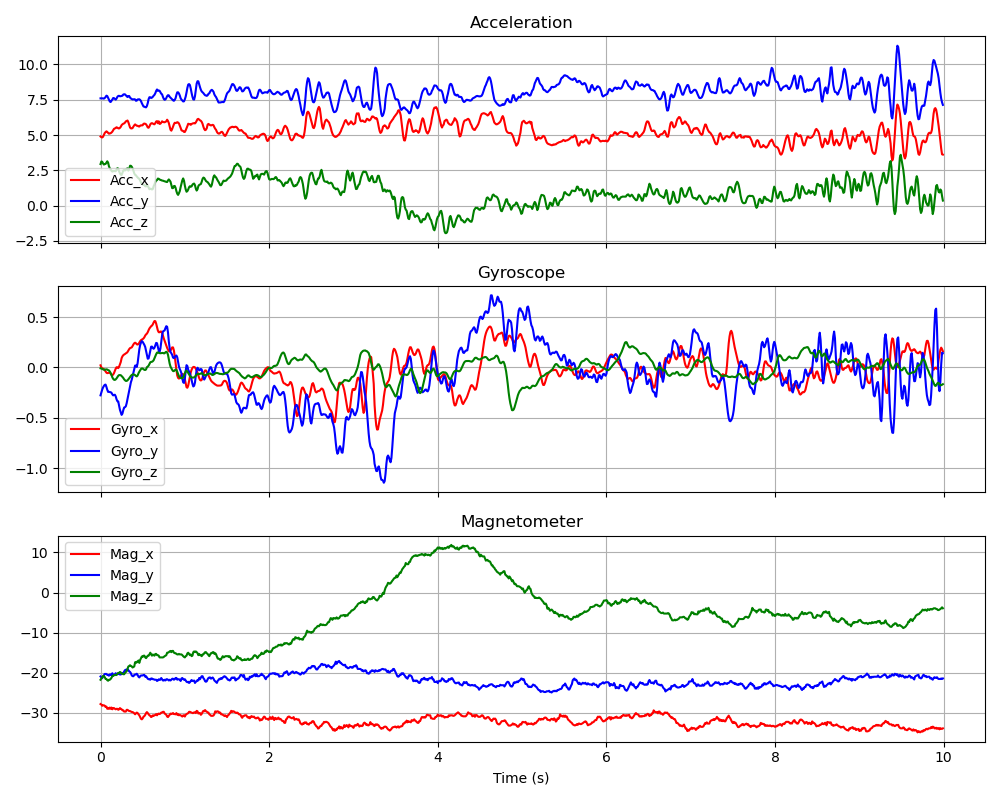 Acceleration
10.0
7.5
5.0
2.5
0.0
−2.5
Acc_x
Acc_y
Acc_z
Gyroscope
0.5
0.0
−0.5
−1.0
Gyro_x
Gyro_y
Gyro_z
Magnetometer
10
0
−10
−20
−30
Mag_x
Mag_y
Mag_z
0 2 4 6 8 10
Time (s)